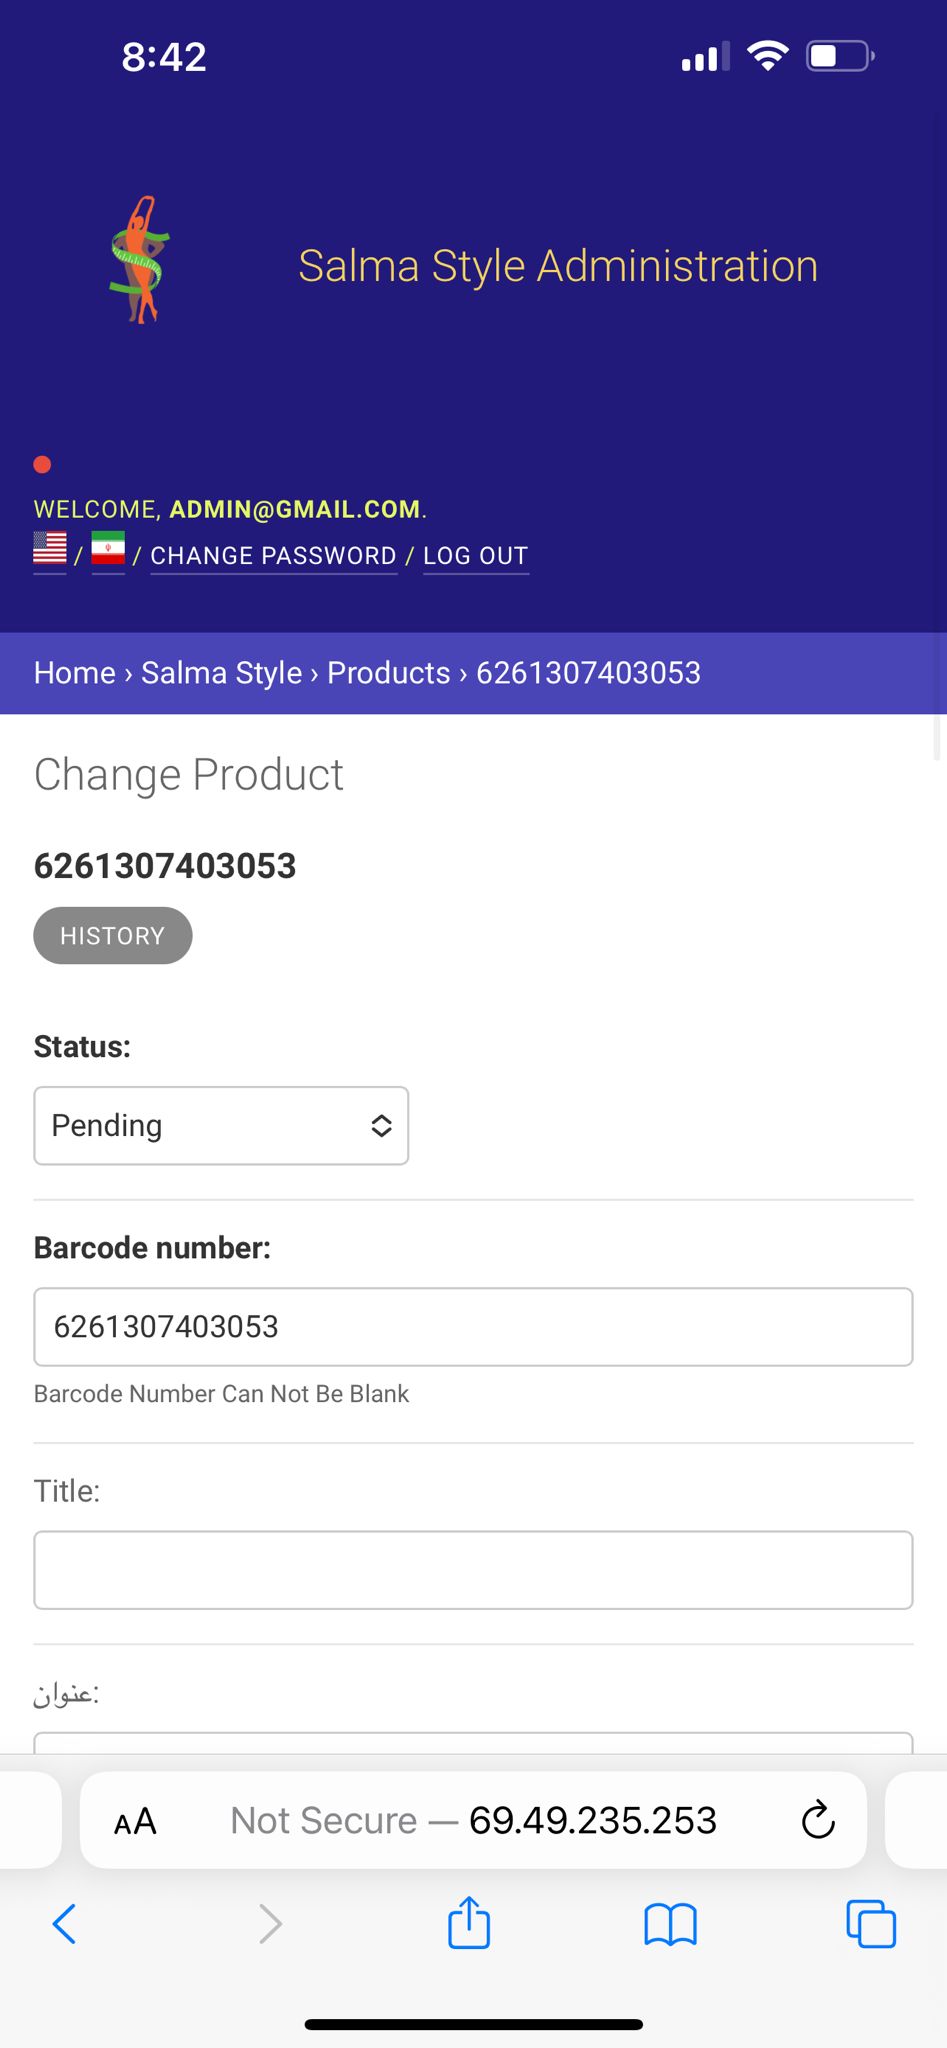 8:42
Salma Style Administration
WELCOME, ADMIN@GMAIL.COM.
/ / CHANGE PASSWORD / LOG OUT
Home › Salma Style › Products › 6261307403053
Change Product
6261307403053
HISTORY
Status:
Pending
Barcode number:
6261307403053
Barcode Number Can Not Be Blank
Title:
عنوان:
AA Not Secure — 69.49.235.253